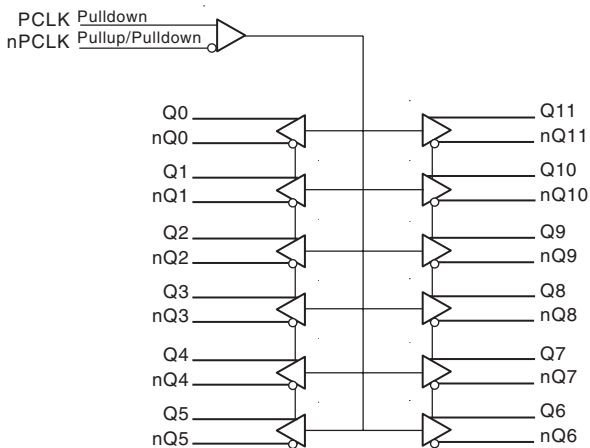 PCLK Pulldown
nPCLK Pullup/Pulldown
Q0
nQ0
Q1
nQ1
Q2
nQ2
Q3
nQ3
Q4
nQ4
Q5
nQ5
Q11
nQ11
Q10
nQ10
Q9
nQ9
Q8
nQ8
Q7
nQ7
Q6
nQ6